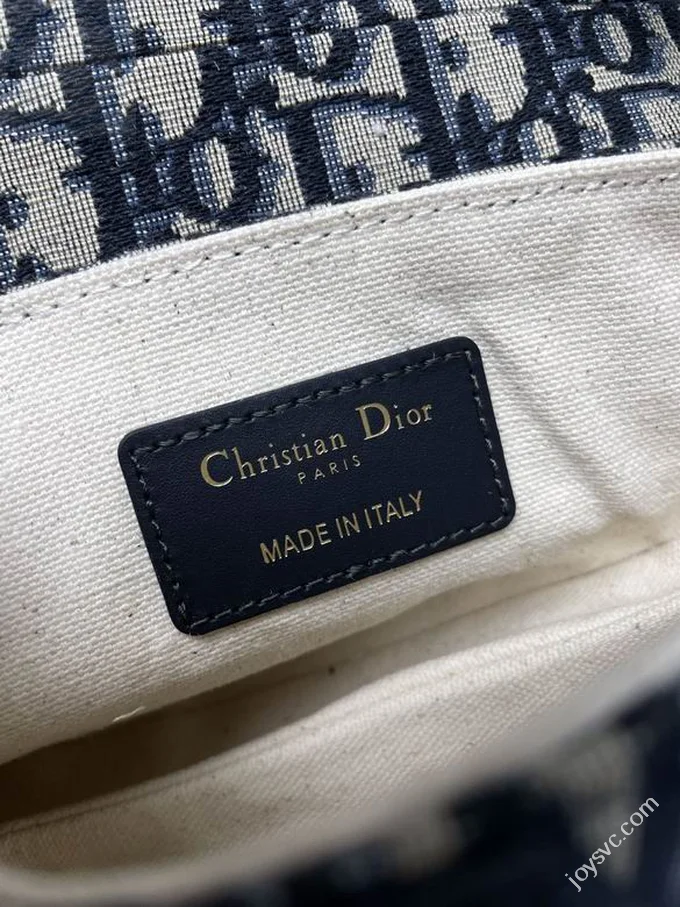 Christian Dior
PARIS
MADE IN ITALY
joysvc.com